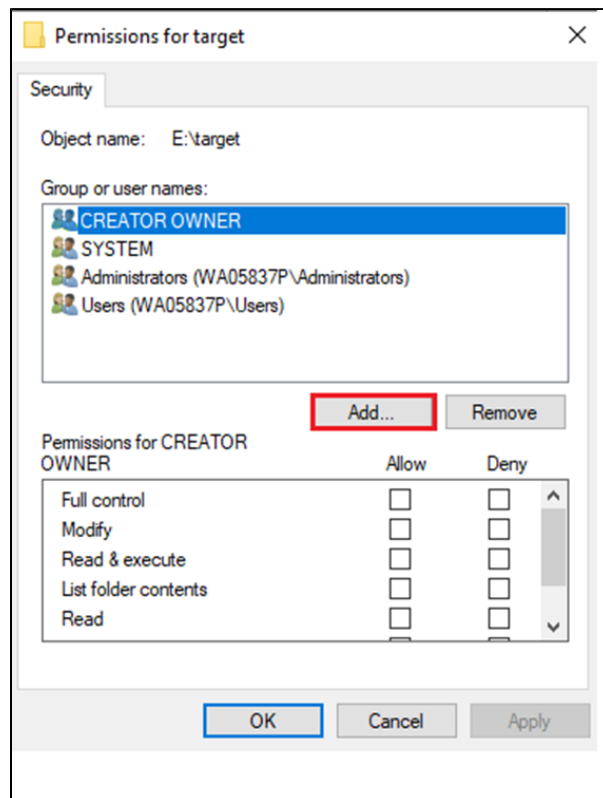 Permissions for target
Security
Object name: E:\target
Group or user names:
CREATOR OWNER
SYSTEM
Administrators (WA05837P\Administrators)
Users (WA05837P\Users)
Add...
Remove
Permissions for CREATOR
OWNER Allow Deny
Full control
Modify
Read & execute
List folder contents
Read
OK Cancel Apply